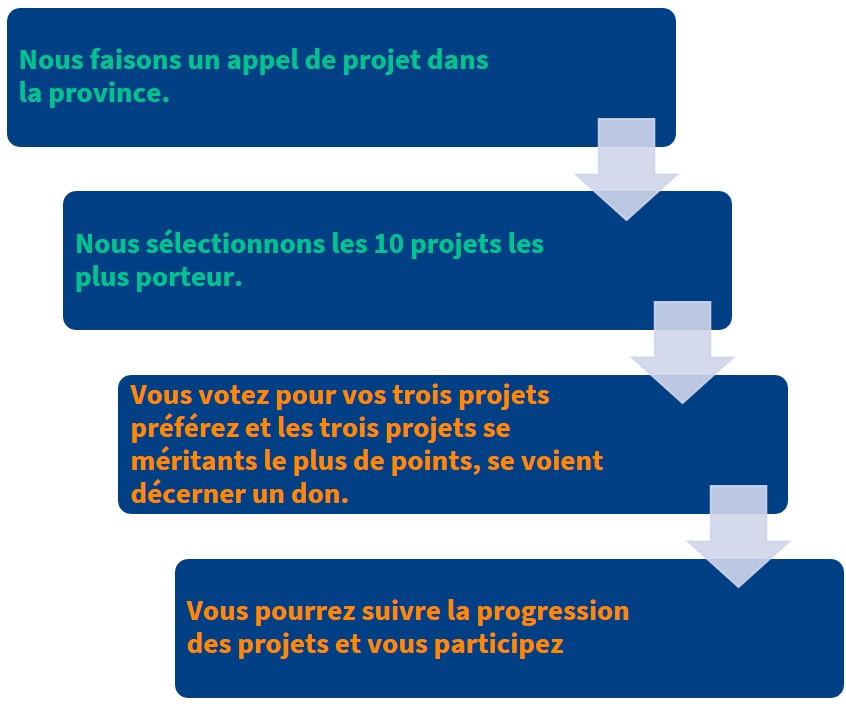 Nous faisons un appel de projet dans
la province.
Nous sélectionnons les 10 projets les
plus porteur.
Vous votez pour vos trois projets
préférez et les trois projets se
méritants le plus de points, se voient
décerner un don.
Vous pourrez suivre la progression
des projets et vous participez